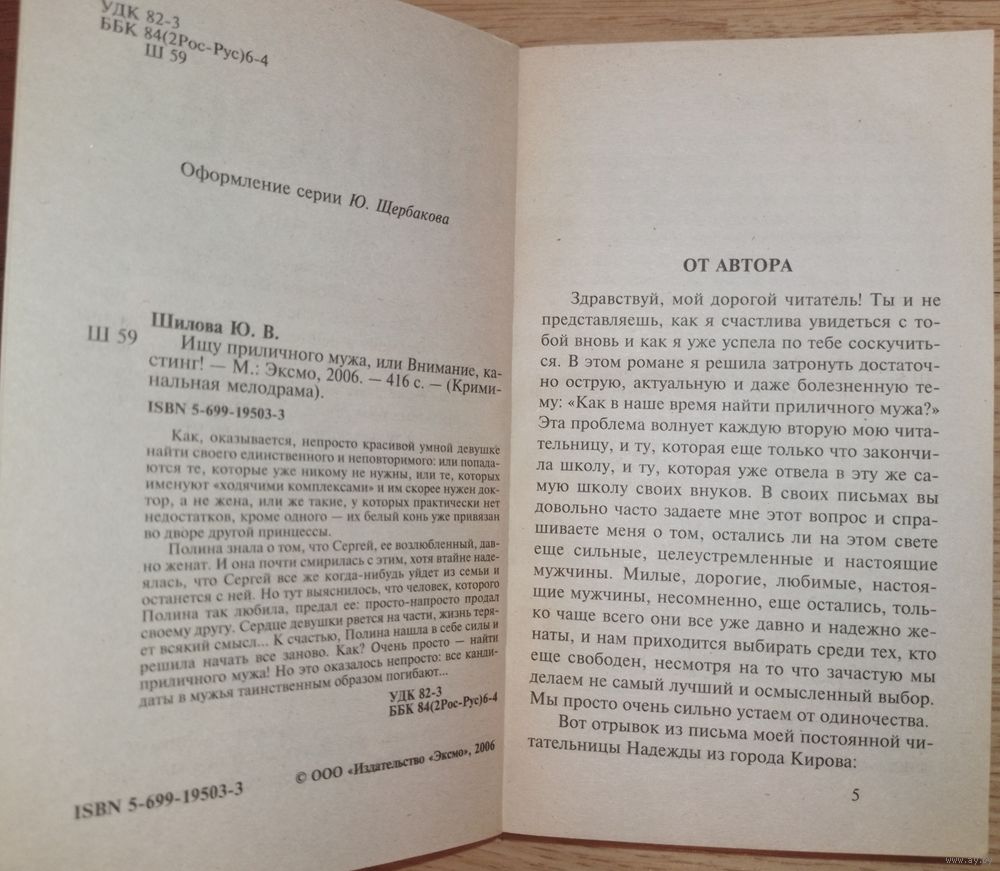 УДК 82-3
ББК 84(2Рос-Рус)6-4
Ш 59
Оформление серии Ю. Щербакова
Шилова Ю. В.
Ш 59
Ищу приличного мужа, или Внимание, ка-
стинг! — М.: Эксмо, 2006. — 416 с. — (Крими-
нальная мелодрама).
ISBN 5-699-19503-3
Как, оказывается, непросто красивой умной девушке
найти своего единственного и неповторимого: или попада-
ются те, которые уже никому не нужны, или те, которых
именуют «ходячими комплексами» и им скорее нужен док-
тор, а не жена, или же такие, у которых практически нет
недостатков, кроме одного — их белый конь уже привязан
во дворе другой принцессы.
Полина знала о том, что Сергей, ее возлюбленный, дав-
но женат. И она почти смирилась с этим, хотя втайне наде-
ялась, что Сергей все же когда-нибудь уйдет из семьи и
останется с ней. Но тут выяснилось, что человек, которого
Полина так любила, предал ее: просто-напросто продал
своему другу. Сердце девушки рвется на части, жизнь теря-
ет всякий смысл... К счастью, Полина нашла в себе силы и
решила начать все заново. Как? Очень просто — найти
приличного мужа! Но это оказалось непросто: все канди-
даты в мужья таинственным образом погибают...
УДК 82-3
ББК 84(2Рос-Рус)6-4
© ООО «Издательство «Эксмо», 2006
ISBN 5-699-19503-3
ОТ АВТОРА
Здравствуй, мой дорогой читатель! Ты и не
представляешь, как я счастлива увидеться с то-
бой вновь и как я уже успела по тебе соскучить-
ся. В этом романе я решила затронуть достаточ-
но острую, актуальную и даже болезненную те-
му: «Как в наше время найти приличного мужа?»
Эта проблема волнует каждую вторую мою чита-
тельницу, и ту, которая еще только что закончи-
ла школу, и ту, которая уже отвела в эту же са-
мую школу своих внуков. В своих письмах вы
довольно часто задаете мне этот вопрос и спра-
шиваете меня о том, остались ли на этом свете
еще сильные, целеустремленные и настоящие
мужчины. Милые, дорогие, любимые, настоя-
щие мужчины, несомненно, еще остались, толь-
ко чаще всего они все уже давно и надежно же-
наты, и нам приходится выбирать среди тех, кто
еще свободен, несмотря на то что зачастую мы
делаем не самый лучший и осмысленный выбор.
Мы просто очень сильно устаем от одиночества.
Вот отрывок из письма моей постоянной чи-
тательницы Надежды из города Кирова:
5
www.ay.by